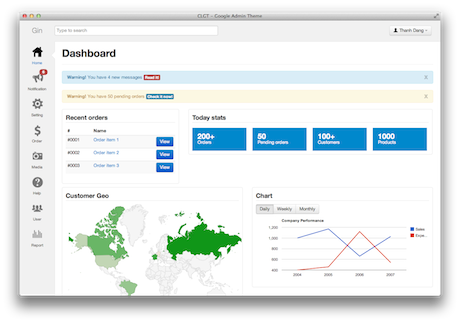 CLCT – Google Admin Theme
Gin
Type to search
Thanh Dang
Home
Notification
Setting
Order
Media
Help
User
Report
Dashboard
Warning! You have 4 new messages Read it!
x
Warning! You have 50 pending orders Check it now!
x
Recent orders
# Name
#0001 Order item 1 View
#0002 Order item 2 View
#0003 Order item 3 View
Today stats
200+
Orders
50
Pending orders
100+
Customers
1000
Products
Customer Geo
Chart
Daily Weekly Monthly
Company Performance
1,200
1,000
800
600
400
2004 2005 2006 2007
Sales
Expe...